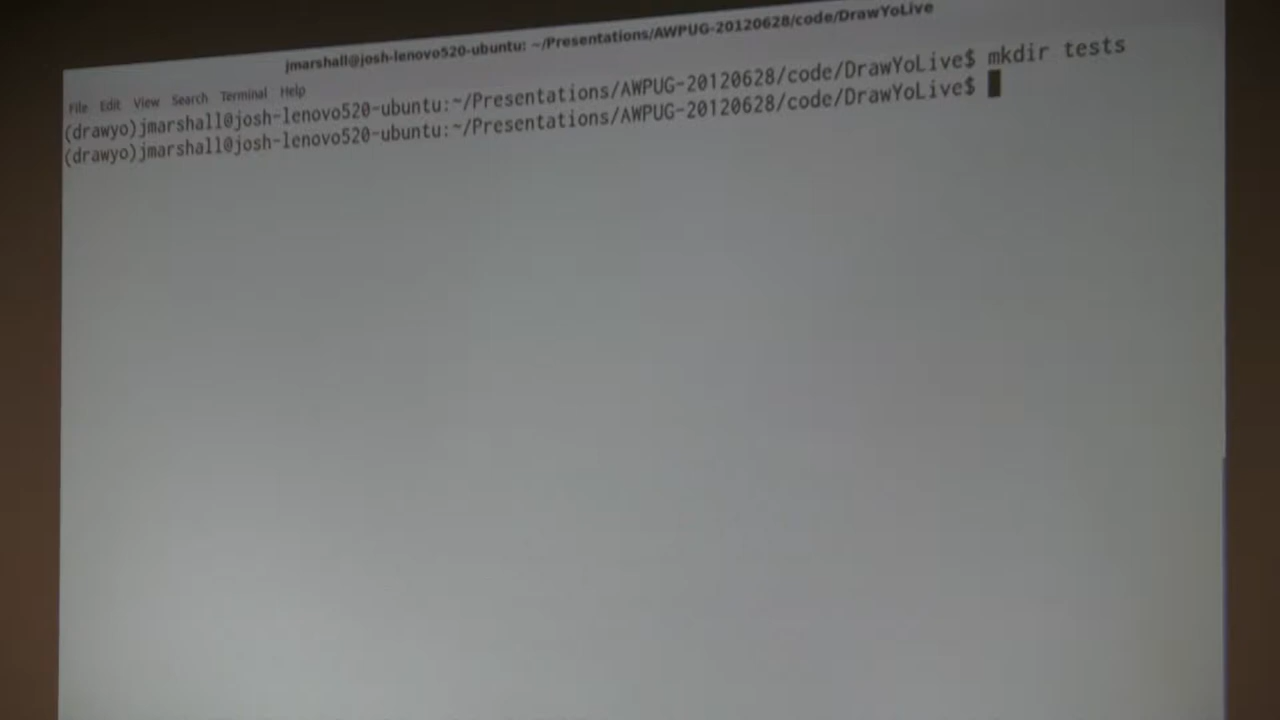 jmarshall@josh-lenovo520-ubuntu: ~/Presentations/AWPUG-20120628/code/DrawYoLive
File Edit View Search Terminal Help
(drawyo)jmarshall@josh-lenovo520-ubuntu:~/Presentations/AWPUG-20120628/code/DrawYoLive$ mkdir tests
(drawyo)jmarshall@josh-lenovo520-ubuntu:~/Presentations/AWPUG-20120628/code/DrawYoLive$